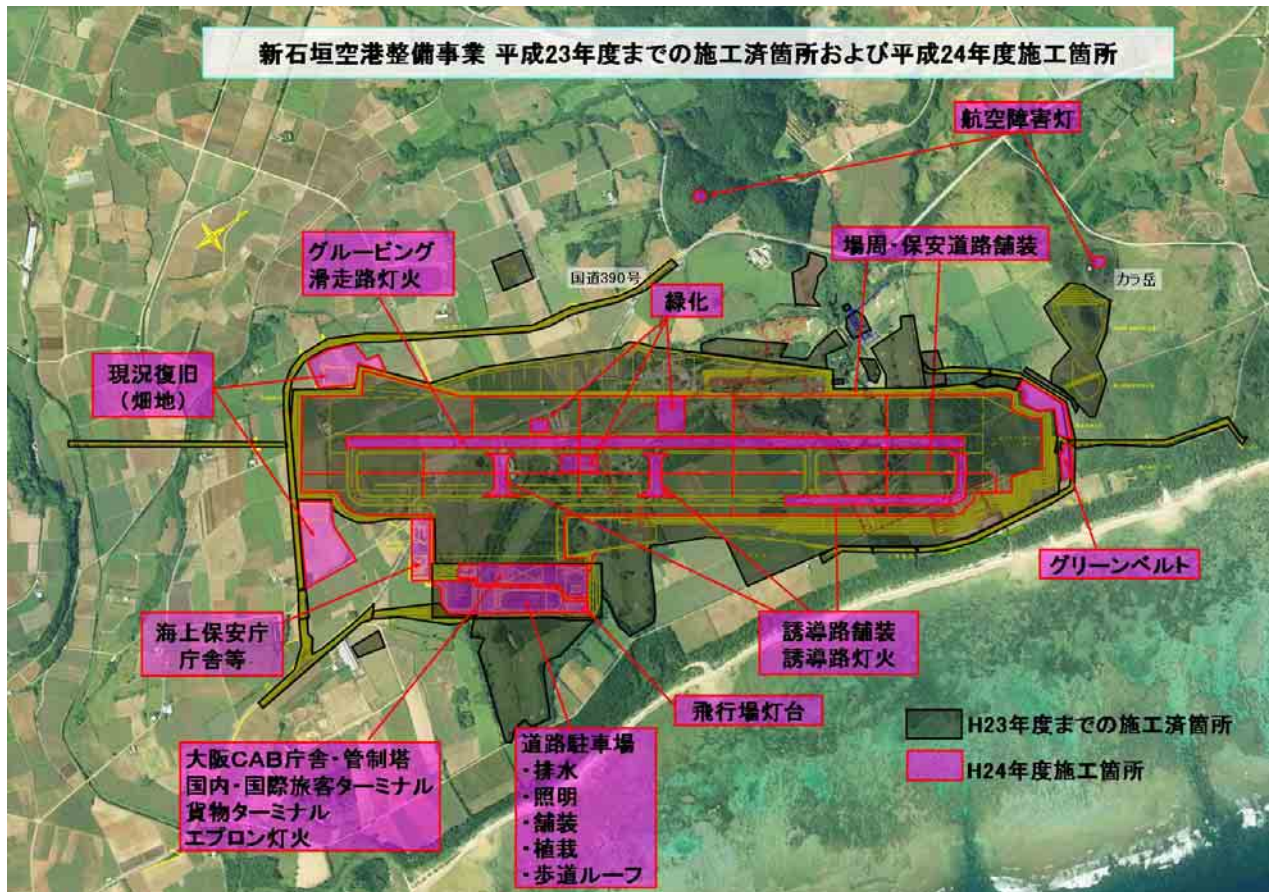 新石垣空港整備事業 平成23年度までの施工済箇所および平成24年度施工箇所
航空障害灯
グルービング
滑走路灯火
国道390号
場周・保安道路舗装
緑化
カラ岳
現況復旧
(畑地)
グリーンベルト
海上保安庁
庁舎等
誘導路舗装
誘導路灯火
飛行場灯台
大阪CAB庁舎・管制塔
国内・国際旅客ターミナル
貨物ターミナル
エプロン灯火
道路駐車場
・排水
・照明
・舗装
・植栽
・歩道ルーフ
H23年度までの施工済箇所
H24年度施工箇所